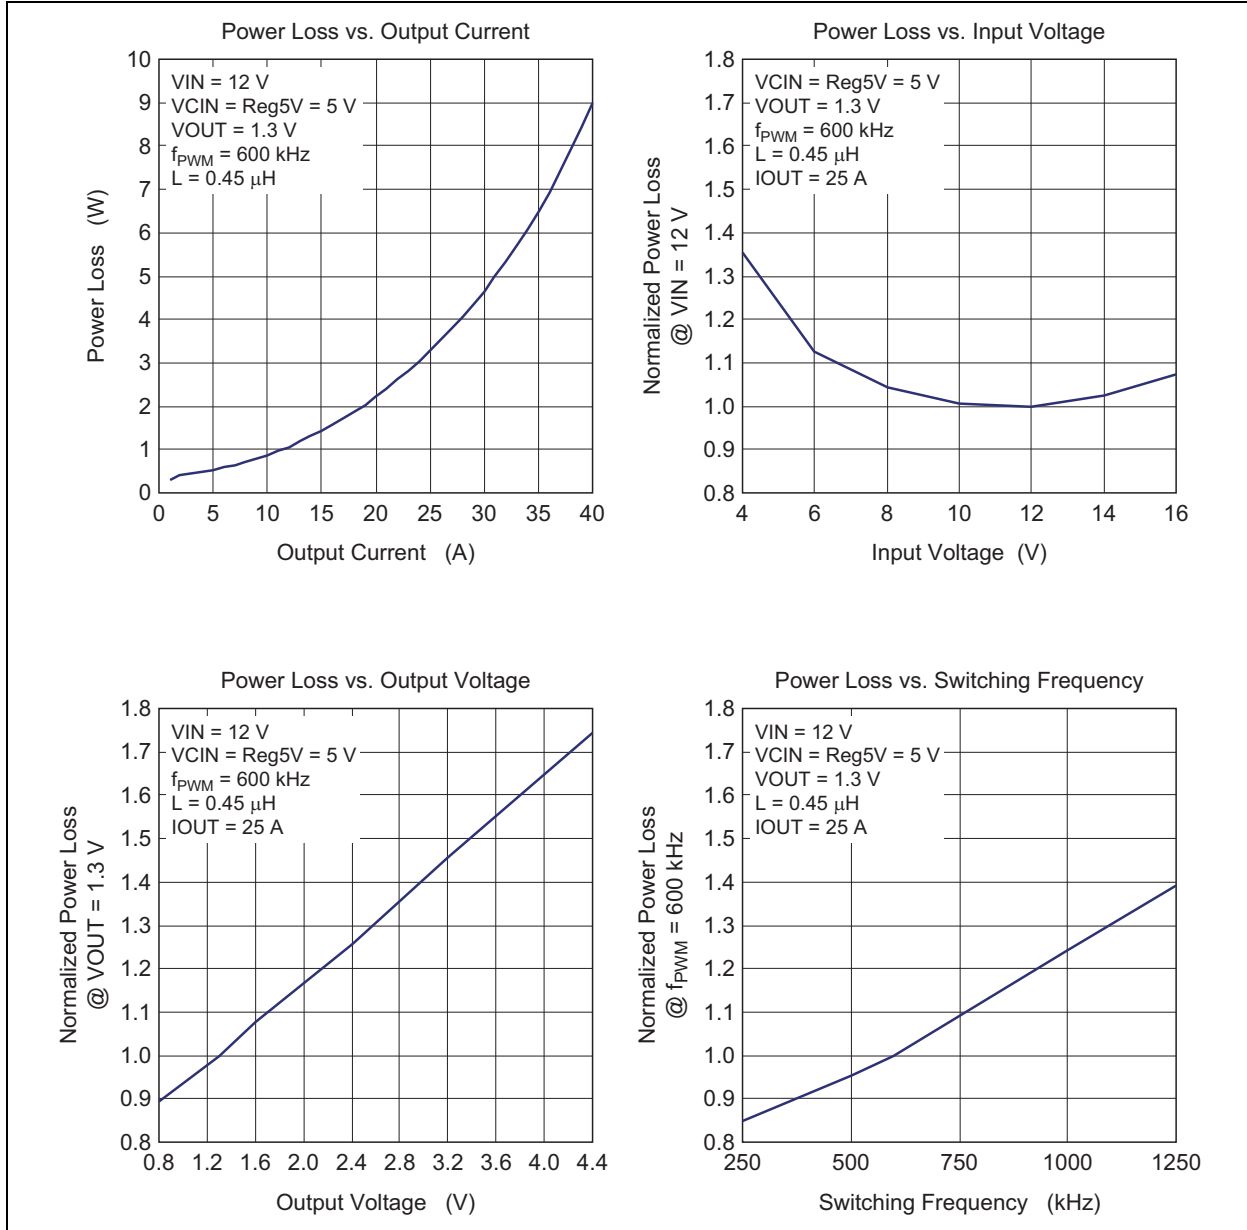 Power Loss vs. Output Current
10
9
8
7
6
5
4
3
2
1
0
Power Loss (W)
VIN = 12 V
VCIN = Reg5V = 5 V
VOUT = 1.3 V
fPWM = 600 kHz
L = 0.45 μH
0 5 10 15 20 25 30 35 40
Output Current (A)
Power Loss vs. Input Voltage
1.8
1.7
1.6
1.5
1.4
1.3
1.2
1.1
1.0
0.9
0.8
Normalized Power Loss
@ VIN = 12 V
VCIN = Reg5V = 5 V
VOUT = 1.3 V
fPWM = 600 kHz
L = 0.45 μH
IOUT = 25 A
4 6 8 10 12 14 16
Input Voltage (V)
Power Loss vs. Output Voltage
1.8
1.7
1.6
1.5
1.4
1.3
1.2
1.1
1.0
0.9
0.8
Normalized Power Loss
@ VOUT = 1.3 V
VIN = 12 V
VCIN = Reg5V = 5 V
fPWM = 600 kHz
L = 0.45 μH
IOUT = 25 A
0.8 1.2 1.6 2.0 2.4 2.8 3.2 3.6 4.0 4.4
Output Voltage (V)
Power Loss vs. Switching Frequency
1.8
1.7
1.6
1.5
1.4
1.3
1.2
1.1
1.0
0.9
0.8
Normalized Power Loss
@ fPWM = 600 kHz
VIN = 12 V
VCIN = Reg5V = 5 V
VOUT = 1.3 V
L = 0.45 μH
IOUT = 25 A
250 500 750 1000 1250
Switching Frequency (kHz)